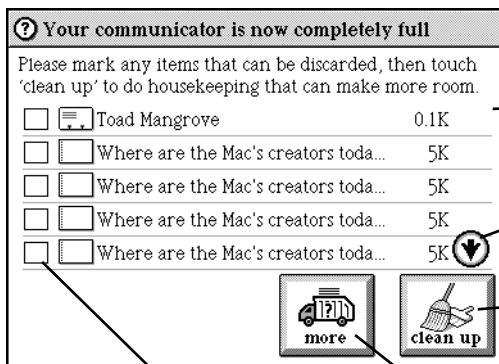 ? Your communicator is now completely full
Please mark any items that can be discarded, then touch
'clean up' to do housekeeping that can make more room.
Toad Mangrove 0.1K
Where are the Mac's creators toda... 5K
Where are the Mac's creators toda... 5K
Where are the Mac's creators toda... 5K
Where are the Mac's creators toda... 5K
more clean up